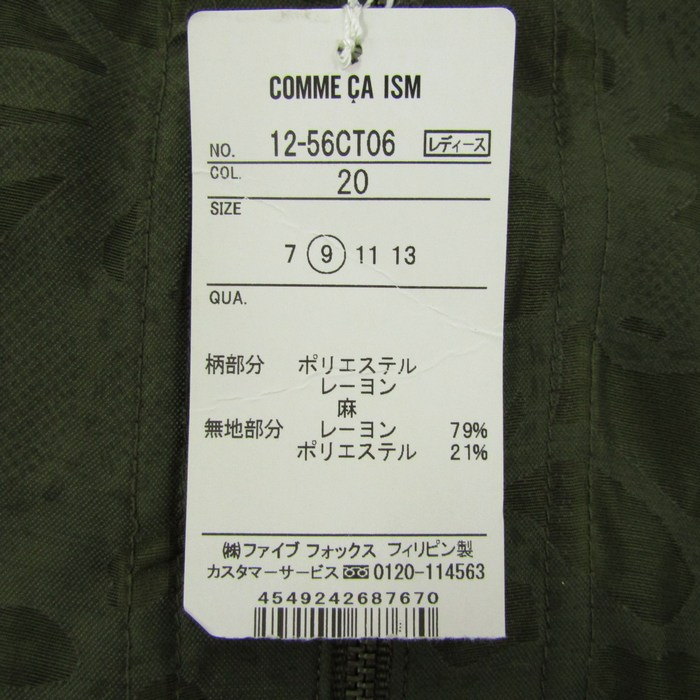 COMME ÇA ISM
NO. 12-56CT06 レディース
COL. 20
SIZE
7 9 11 13
QUA.
柄部分 ポリエステル
レーヨン
麻
無地部分 レーヨン 79%
ポリエステル 21%
㈱ファイブ フォックス フィリピン製
カスタマーサービス 0120-114563
4549242687670